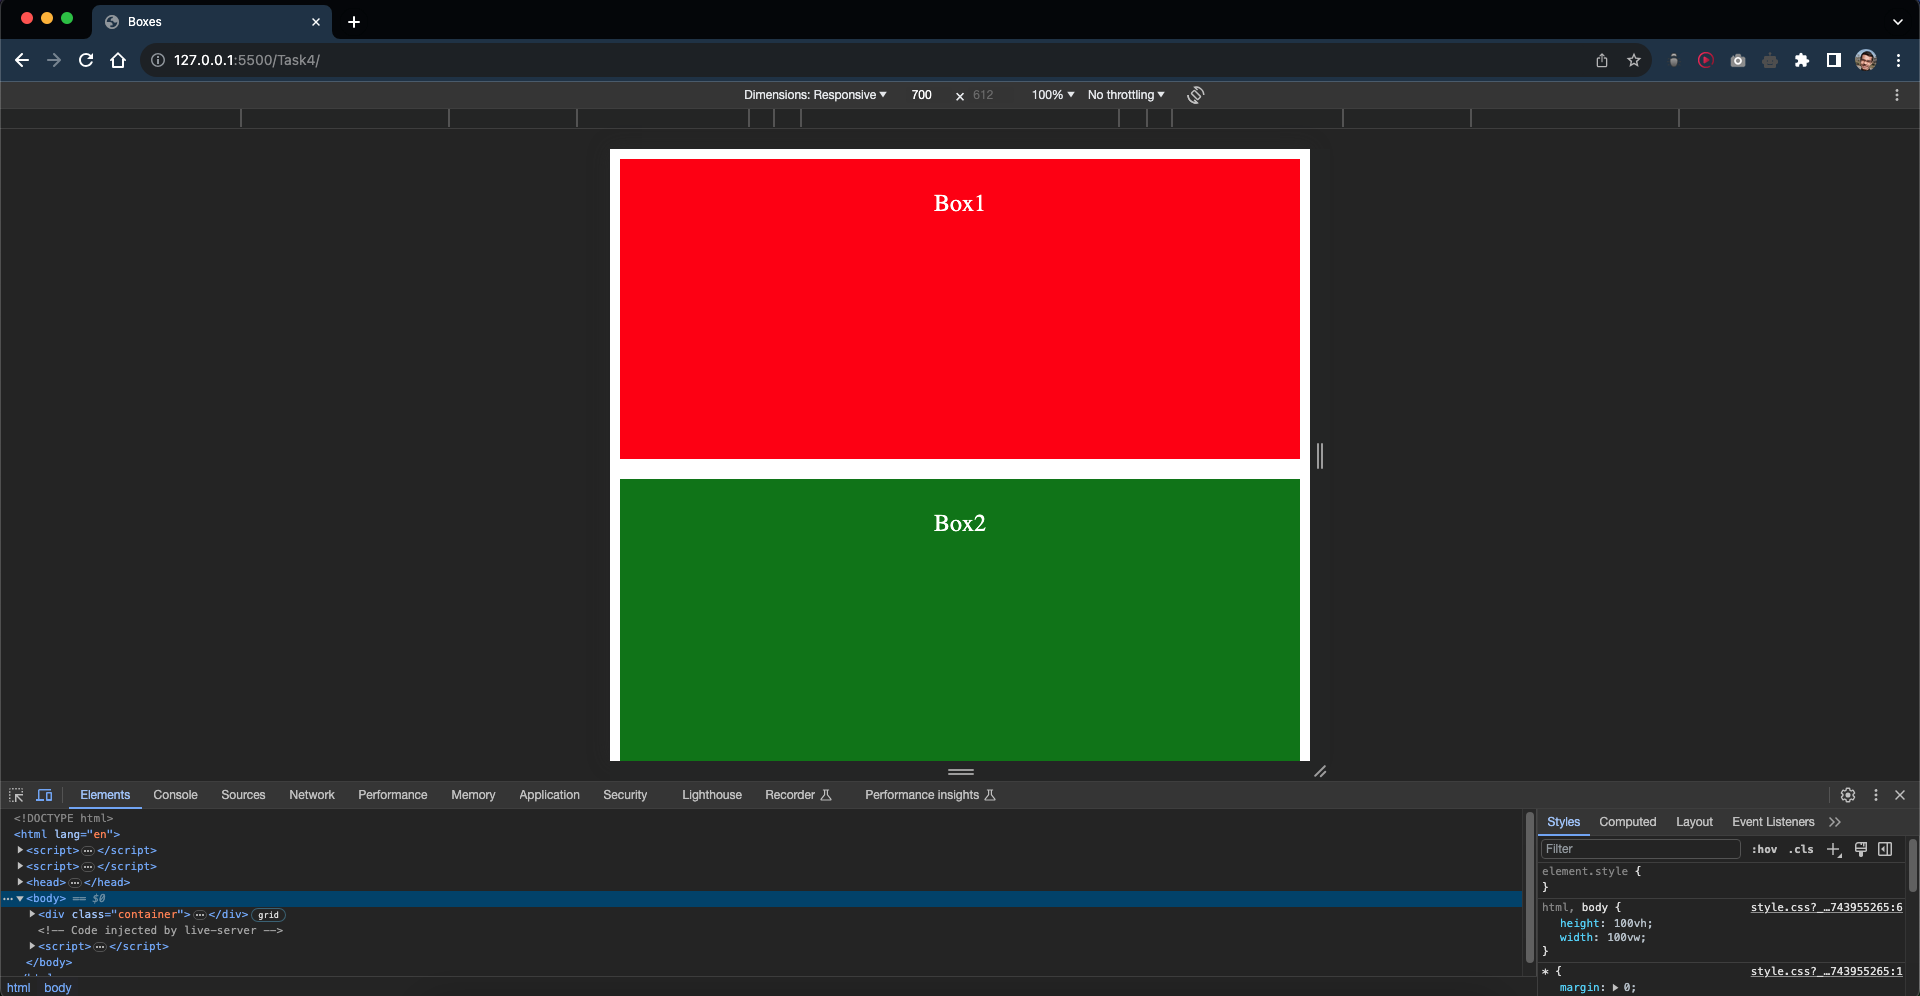 Boxes
127.0.0.1:5500/Task4/
Dimensions: Responsive 700 × 612 100% No throttling
Box1
Box2
Elements Console Sources Network Performance Memory Application Security Lighthouse Recorder Performance insights
<!DOCTYPE html>
<html lang="en">
<script>…</script>
<script>…</script>
<head>…</head>
<body> == $0
<div class="container">…</div> grid
<!-- Code injected by live-server -->
<script>…</script>
</body>
html body
Styles Computed Layout Event Listeners
Filter :hov .cls
element.style {
}
html, body { style.css?_…743955265:6
height: 100vh;
width: 100vw;
}
* { style.css?_…743955265:1
margin: 0;